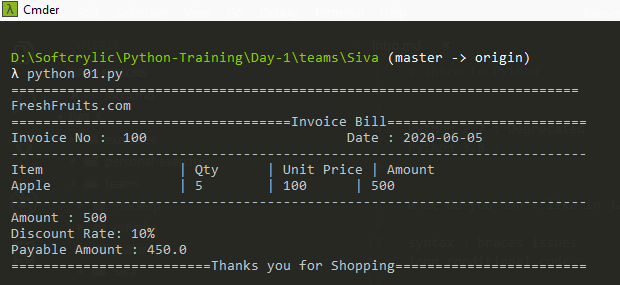 Cmder
D:\Softcrylic\Python-Training\Day-1\teams\Siva (master -> origin)
λ python 01.py
=======================================================================
FreshFruits.com
===================================Invoice Bill=========================
Invoice No :  100                         Date : 2020-06-05
------------------------------------------------------------------------
Item                 | Qty      | Unit Price | Amount
Apple                | 5        | 100      | 500
------------------------------------------------------------------------
Amount : 500
Discount Rate: 10%
Payable Amount : 450.0
=========================Thanks you for Shopping========================